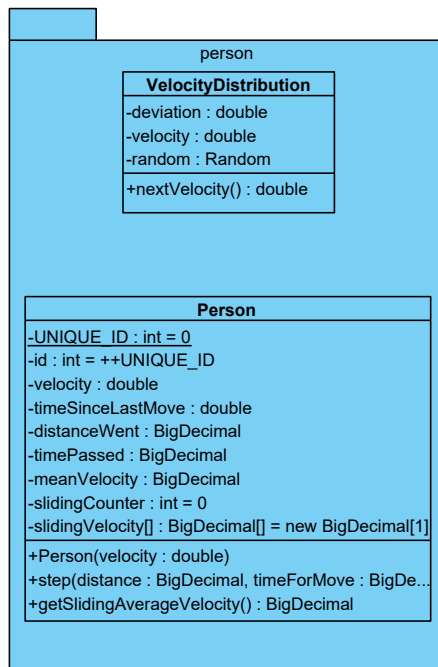 person
VelocityDistribution
-deviation : double
-velocity : double
-random : Random
+nextVelocity() : double
Person
-UNIQUE_ID : int = 0
-id : int = ++UNIQUE_ID
-velocity : double
-timeSinceLastMove : double
-distanceWent : BigDecimal
-timePassed : BigDecimal
-meanVelocity : BigDecimal
-slidingCounter : int = 0
-slidingVelocity[] : BigDecimal[] = new BigDecimal[1]
+Person(velocity : double)
+step(distance : BigDecimal, timeForMove : BigDe...
+getSlidingAverageVelocity() : BigDecimal